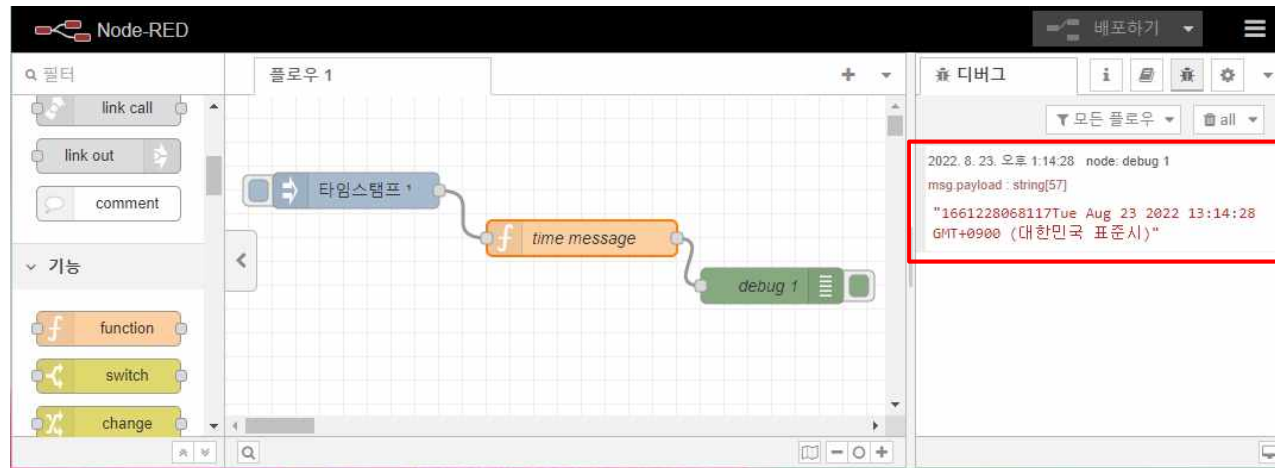 Node-RED
배포하기
필터
플로우 1
디버그
link call
link out
comment
기능
function
switch
change
타임스탬프 ¹
time message
debug 1
모든 플로우
all
2022. 8. 23. 오후 1:14:28 node: debug 1
msg.payload : string[57]
"1661228068117Tue Aug 23 2022 13:14:28
GMT+0900 (대한민국 표준시)"